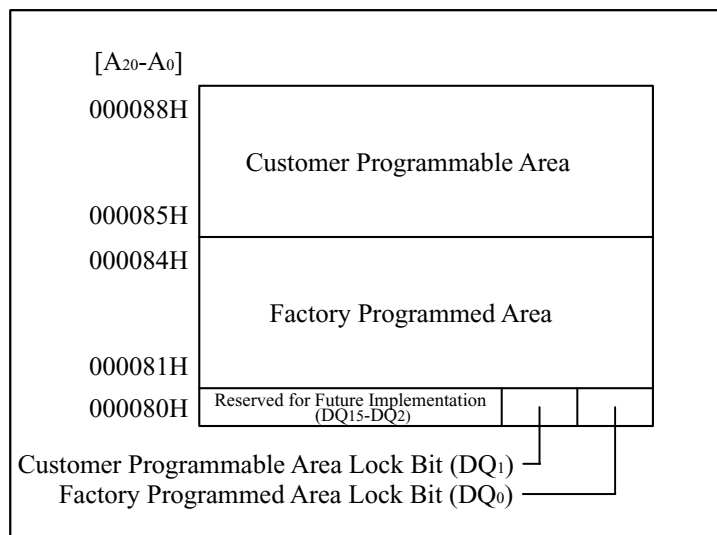 [A20-A0]
000088H
Customer Programmable Area
000085H
000084H
Factory Programmed Area
000081H
000080H
Reserved for Future Implementation
(DQ15-DQ2)
Customer Programmable Area Lock Bit (DQ1)
Factory Programmed Area Lock Bit (DQ0)